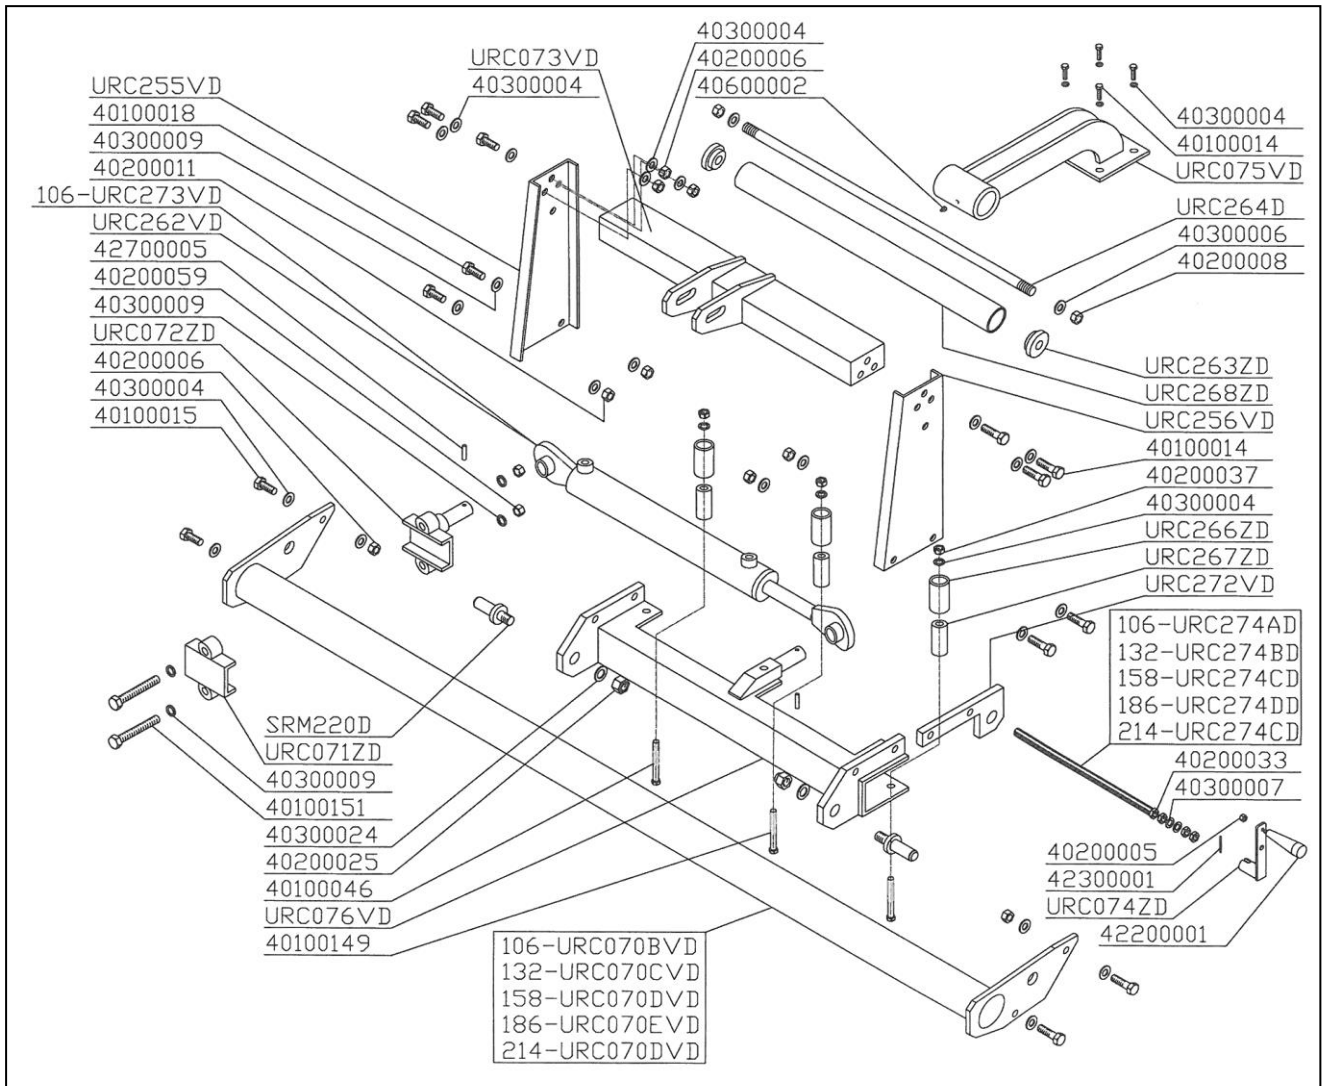 URC255VD
40100018
40300009
40200011
106-URC273VD
URC262VD
42700005
40200059
40300009
URC072ZD
40200006
40300004
40100015
URC073VD
40300004
40300004
40200006
40600002
40300004
40100014
URC075VD
URC264D
40300006
40200008
URC263ZD
URC268ZD
URC256VD
40100014
40200037
40300004
URC266ZD
URC267ZD
URC272VD
106-URC274AD
132-URC274BD
158-URC274CD
186-URC274DD
214-URC274CD
40200033
40300007
40200005
42300001
URC074ZD
42200001
SRM220D
URC071ZD
40300009
40100151
40300024
40200025
40100046
URC076VD
40100149
106-URC070BVD
132-URC070CVD
158-URC070DVD
186-URC070EVD
214-URC070DVD